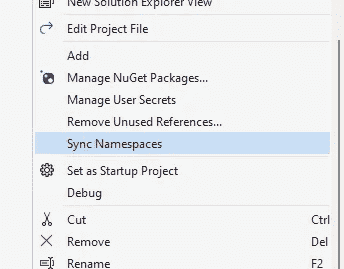 New Solution Explorer View
Edit Project File
Add
Manage NuGet Packages...
Manage User Secrets
Remove Unused References...
Sync Namespaces
Set as Startup Project
Debug
Cut Ctrl
Remove Del
Rename F2